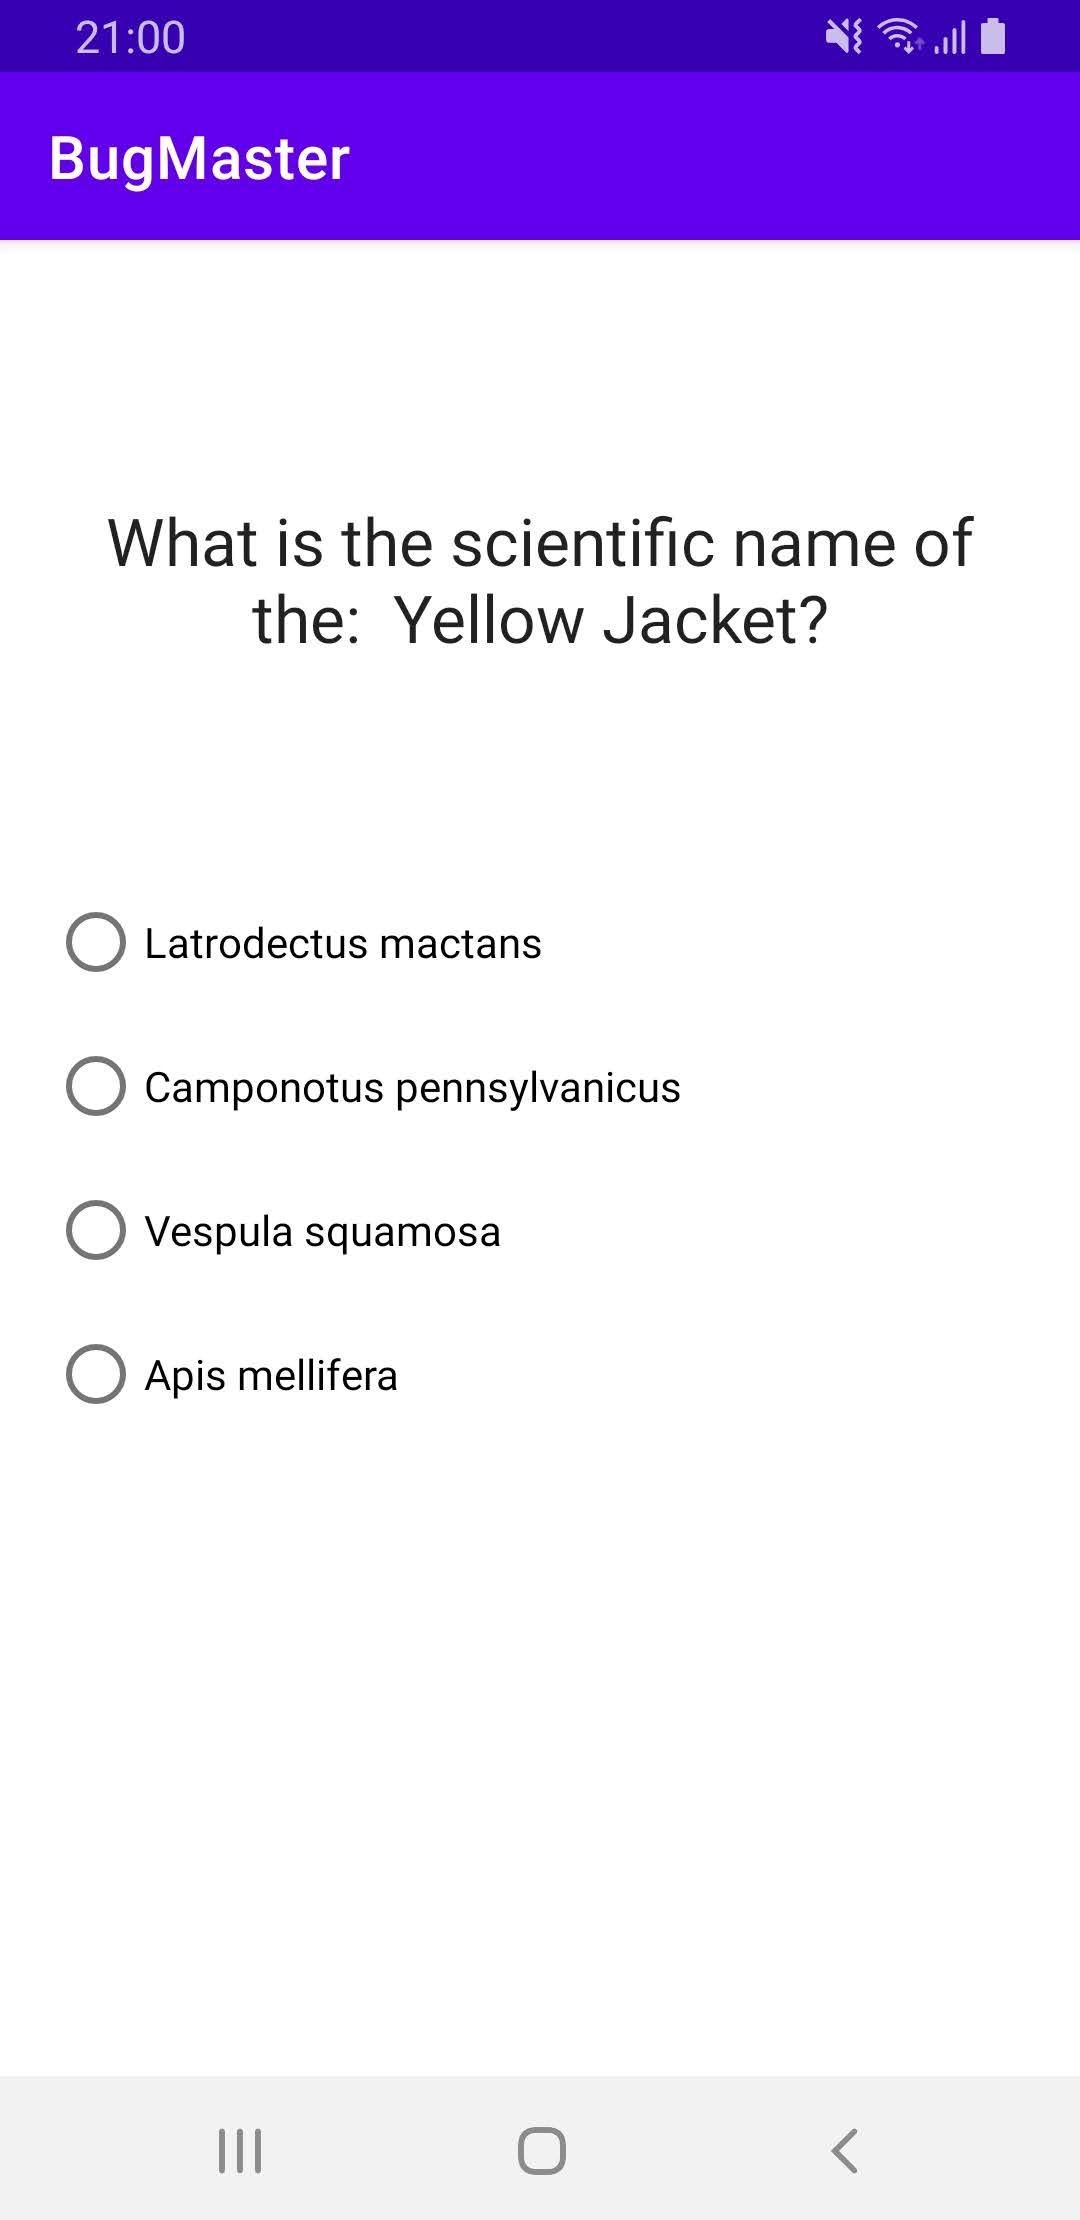 21:00
BugMaster
What is the scientific name of
the:  Yellow Jacket?
Latrodectus mactans
Camponotus pennsylvanicus
Vespula squamosa
Apis mellifera